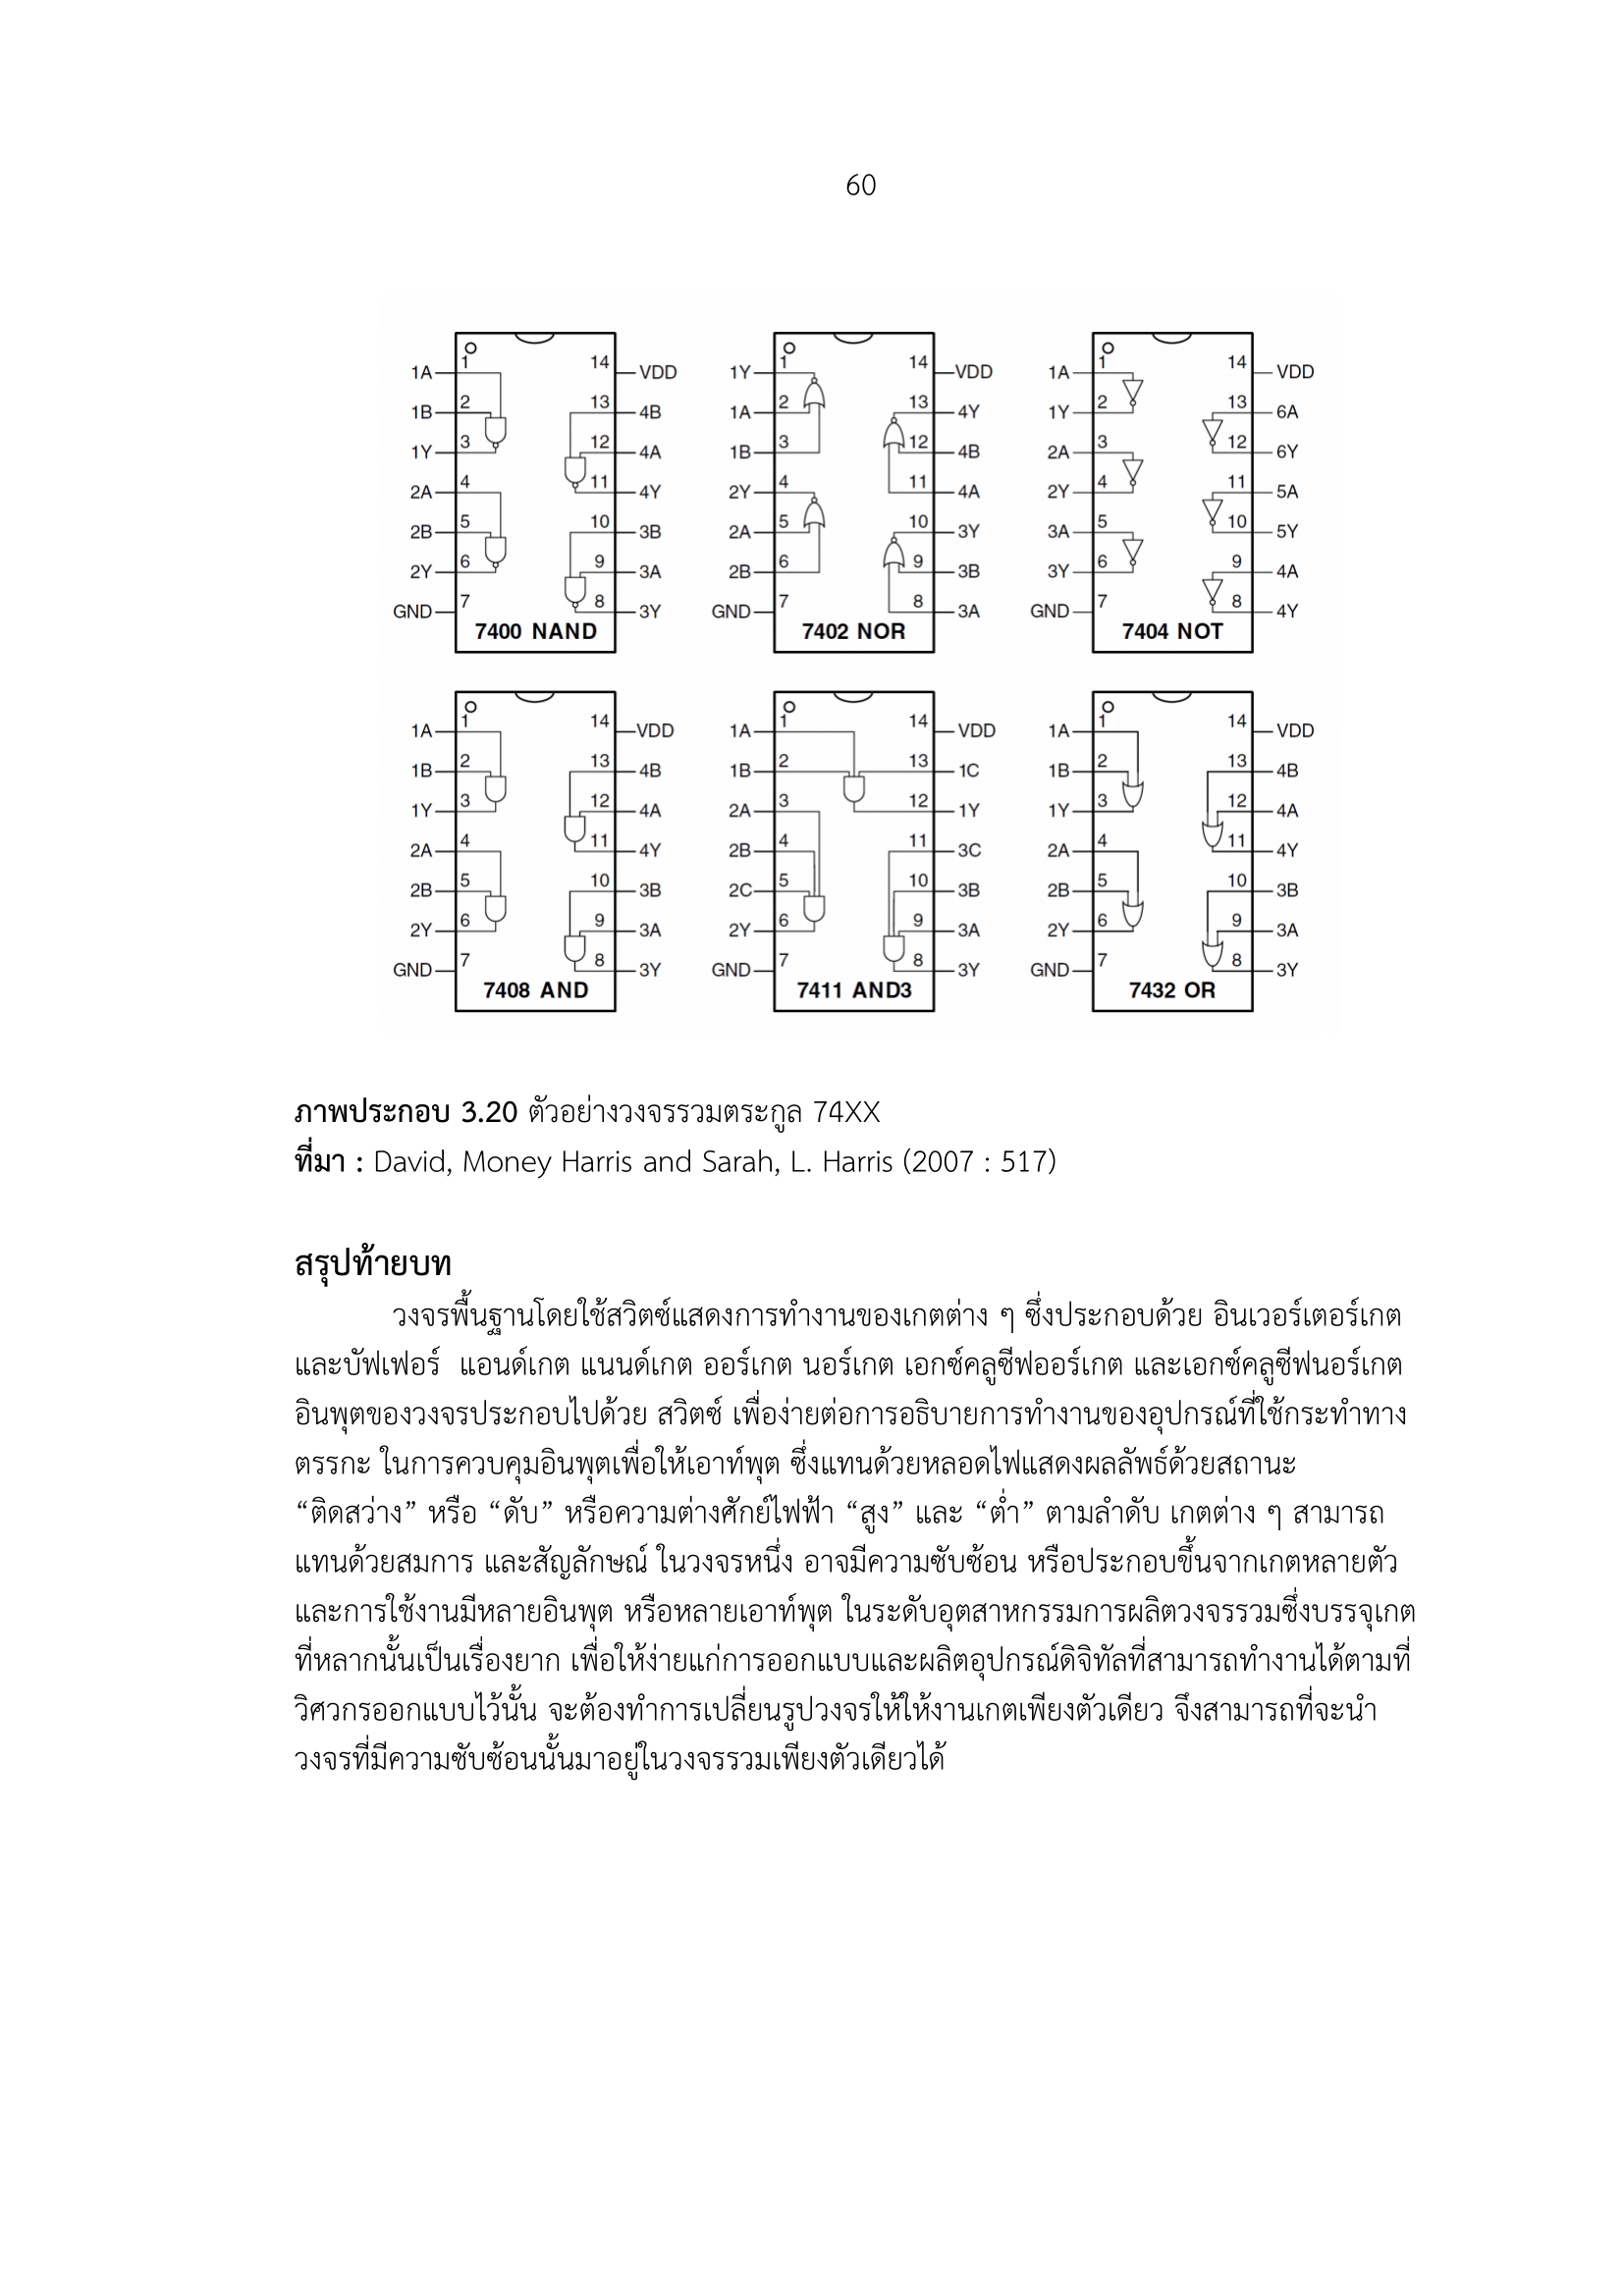 60
1A 1 14 VDD
1B 2 13 4B
1Y 3 12 4A
2A 4 11 4Y
2B 5 10 3B
2Y 6 9 3A
GND 7 8 3Y
7400 NAND
1Y 1 14 VDD
1A 2 13 4Y
1B 3 12 4B
2Y 4 11 4A
2A 5 10 3Y
2B 6 9 3B
GND 7 8 3A
7402 NOR
1A 1 14 VDD
1Y 2 13 6A
2A 3 12 6Y
2Y 4 11 5A
3A 5 10 5Y
3Y 6 9 4A
GND 7 8 4Y
7404 NOT
1A 1 14 VDD
1B 2 13 4B
1Y 3 12 4A
2A 4 11 4Y
2B 5 10 3B
2Y 6 9 3A
GND 7 8 3Y
7408 AND
1A 1 14 VDD
1B 2 13 1C
2A 3 12 1Y
2B 4 11 3C
2C 5 10 3B
2Y 6 9 3A
GND 7 8 3Y
7411 AND3
1A 1 14 VDD
1B 2 13 4B
1Y 3 12 4A
2A 4 11 4Y
2B 5 10 3B
2Y 6 9 3A
GND 7 8 3Y
7432 OR
ภาพประกอบ 3.20 ตัวอย่างวงจรรวมตระกูล 74XX
ที่มา : David, Money Harris and Sarah, L. Harris (2007 : 517)
สรุปท้ายบท
วงจรพื้นฐานโดยใช้สวิตซ์แสดงการทำงานของเกตต่าง ๆ ซึ่งประกอบด้วย อินเวอร์เตอร์เกต
และบัฟเฟอร์ แอนด์เกต แนนด์เกต ออร์เกต นอร์เกต เอกซ์คลูซีฟออร์เกต และเอกซ์คลูซีฟนอร์เกต
อินพุตของวงจรประกอบไปด้วย สวิตซ์ เพื่อง่ายต่อการอธิบายการทำงานของอุปกรณ์ที่ใช้กระทำทาง
ตรรกะ ในการควบคุมอินพุตเพื่อให้เอาท์พุต ซึ่งแทนด้วยหลอดไฟแสดงผลลัพธ์ด้วยสถานะ
“ติดสว่าง” หรือ “ดับ” หรือความต่างศักย์ไฟฟ้า “สูง” และ “ต่ำ” ตามลำดับ เกตต่าง ๆ สามารถ
แทนด้วยสมการ และสัญลักษณ์ ในวงจรหนึ่ง อาจมีความซับซ้อน หรือประกอบขึ้นจากเกตหลายตัว
และการใช้งานมีหลายอินพุต หรือหลายเอาท์พุต ในระดับอุตสาหกรรมการผลิตวงจรรวมซึ่งบรรจุเกต
ที่หลากนั้นเป็นเรื่องยาก เพื่อให้ง่ายแก่การออกแบบและผลิตอุปกรณ์ดิจิทัลที่สามารถทำงานได้ตามที่
วิศวกรออกแบบไว้นั้น จะต้องทำการเปลี่ยนรูปวงจรให้ให้งานเกตเพียงตัวเดียว จึงสามารถที่จะนำ
วงจรที่มีความซับซ้อนนั้นมาอยู่ในวงจรรวมเพียงตัวเดียวได้